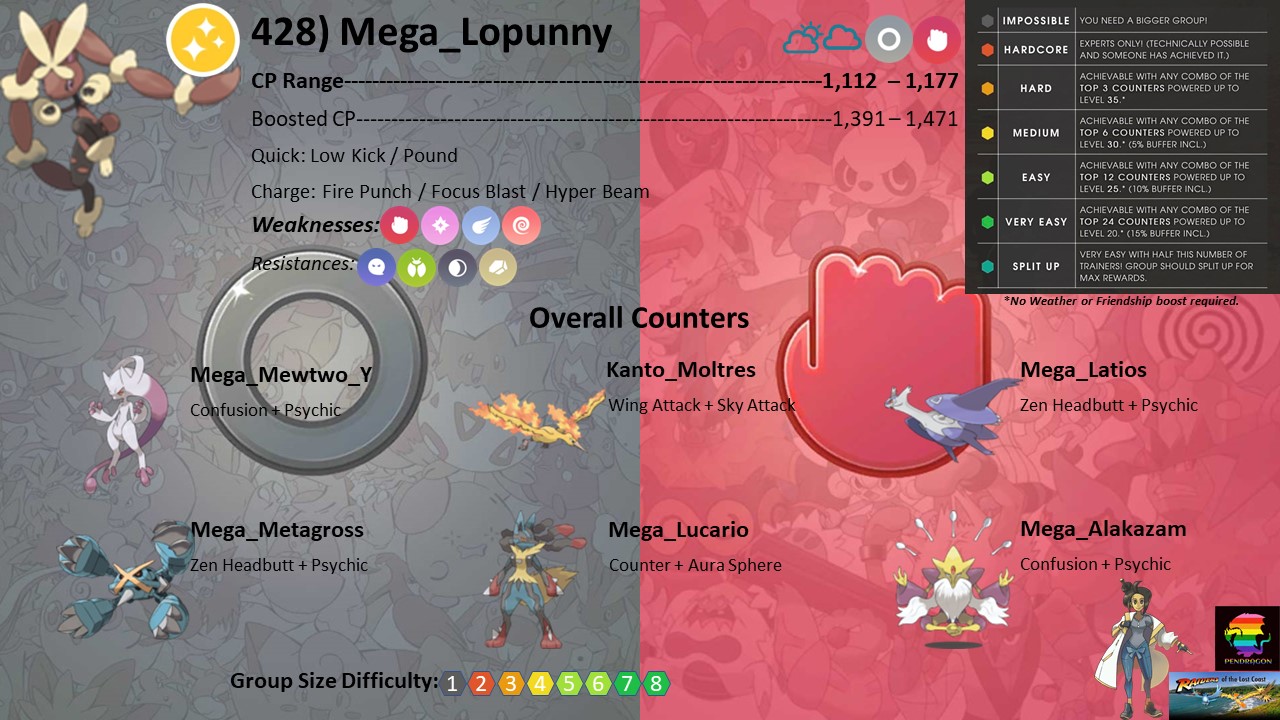 428) Mega_Lopunny
CP Range------------------------------------------------------------------------1,112 – 1,177
Boosted CP----------------------------------------------------------------------1,391 – 1,471
Quick: Low Kick / Pound
Charge: Fire Punch / Focus Blast / Hyper Beam
Weaknesses:
Resistances:
IMPOSSIBLE YOU NEED A BIGGER GROUP!
HARDCORE EXPERTS ONLY! (TECHNICALLY POSSIBLE
AND SOMEONE HAS ACHIEVED IT.)
HARD ACHIEVABLE WITH ANY COMBO OF THE
TOP 3 COUNTERS POWERED UP TO
LEVEL 35.*
MEDIUM ACHIEVABLE WITH ANY COMBO OF THE
TOP 6 COUNTERS POWERED UP TO
LEVEL 30.* (5% BUFFER INCL.)
EASY ACHIEVABLE WITH ANY COMBO OF THE
TOP 12 COUNTERS POWERED UP TO
LEVEL 25.* (10% BUFFER INCL.)
VERY EASY ACHIEVABLE WITH ANY COMBO OF THE
TOP 24 COUNTERS POWERED UP TO
LEVEL 20.* (15% BUFFER INCL.)
SPLIT UP VERY EASY WITH HALF THIS NUMBER OF
TRAINERS! GROUP SHOULD SPLIT UP FOR
MAX REWARDS.
*No Weather or Friendship boost required.
Overall Counters
Mega_Mewtwo_Y
Confusion + Psychic
Kanto_Moltres
Wing Attack + Sky Attack
Mega_Latios
Zen Headbutt + Psychic
Mega_Metagross
Zen Headbutt + Psychic
Mega_Lucario
Counter + Aura Sphere
Mega_Alakazam
Confusion + Psychic
Group Size Difficulty: 1 2 3 4 5 6 7 8
PENDRAGON
RAIDERS of the Lost Coast